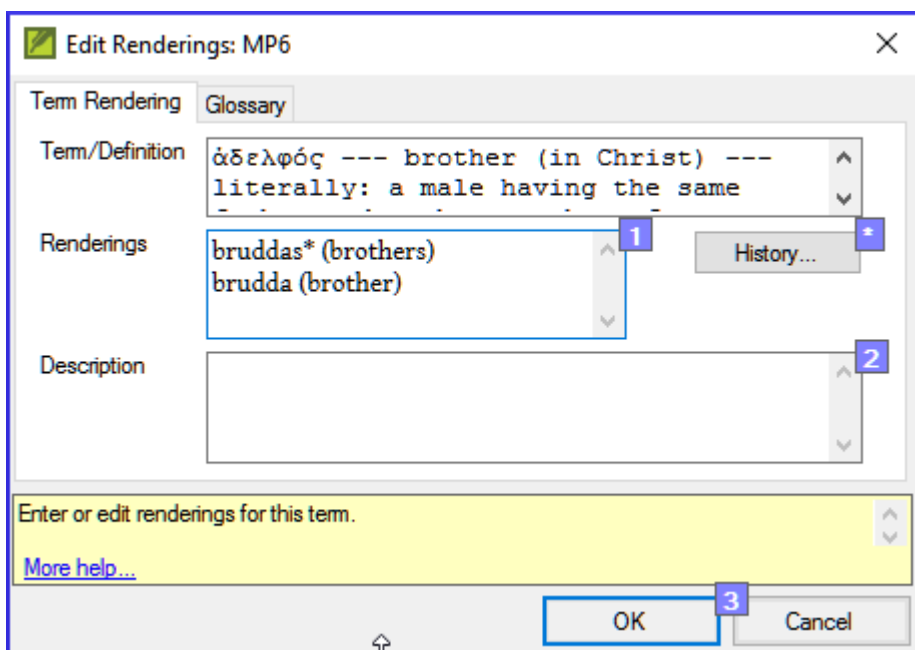 Edit Renderings: MP6
Term Rendering
Glossary
Term/Definition
ἀδελφός --- brother (in Christ) ---
literally: a male having the same
Renderings
bruddas* (brothers)
brudda (brother)
1
History...
*
Description
2
Enter or edit renderings for this term.
More help...
OK
3
Cancel